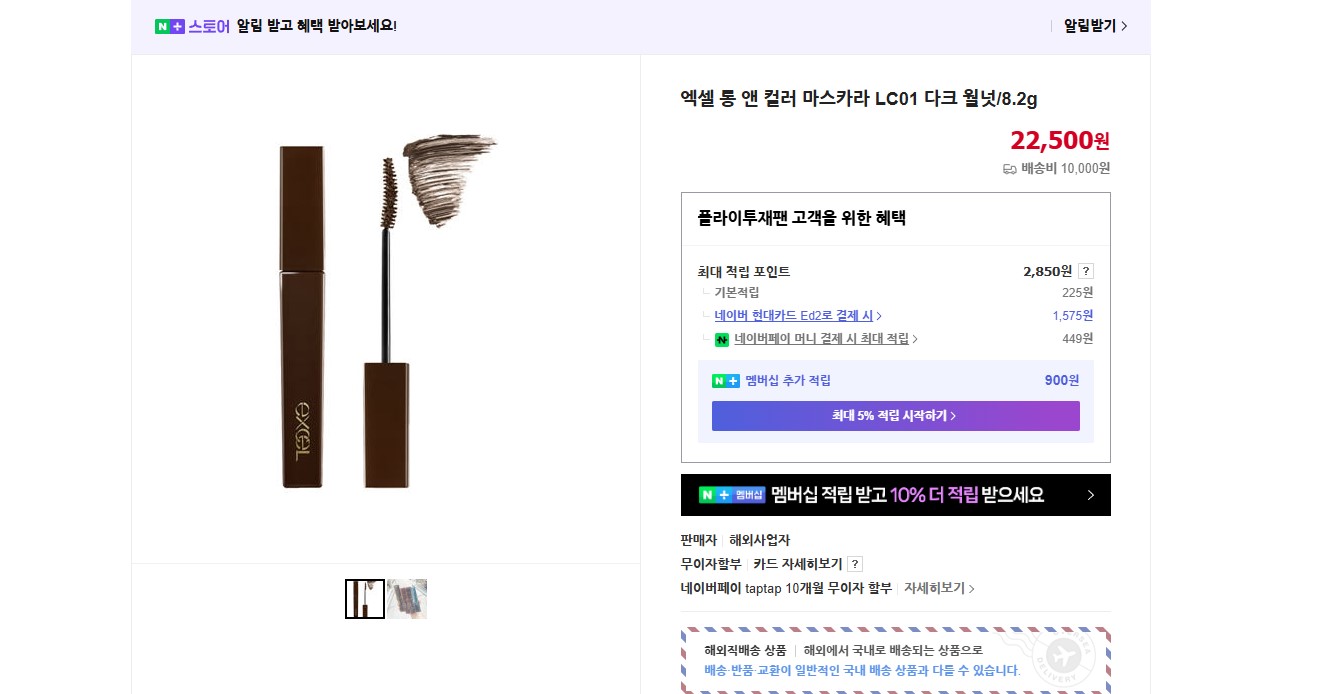 N+ 스토어 알림 받고 혜택 받아보세요!
알림받기 >
엑셀 롱 앤 컬러 마스카라 LC01 다크 월넛/8.2g
22,500원
배송비 10,000원
excel
플라이투재팬 고객을 위한 혜택
최대 적립 포인트 2,850원 ?
기본적립 225원
네이버 현대카드 Ed2로 결제 시 > 1,575원
N 네이버페이 머니 결제 시 최대 적립 > 449원
N+ 멤버십 추가 적립 900원
최대 5% 적립 시작하기 >
N+ 멤버십 멤버십 적립 받고 10% 더 적립 받으세요 >
판매자 해외사업자
무이자할부 카드 자세히보기 ?
네이버페이 taptap 10개월 무이자 할부 자세히보기 >
해외직배송 상품 해외에서 국내로 배송되는 상품으로
배송·반품·교환이 일반적인 국내 배송 상품과 다를 수 있습니다.
DELIVERY